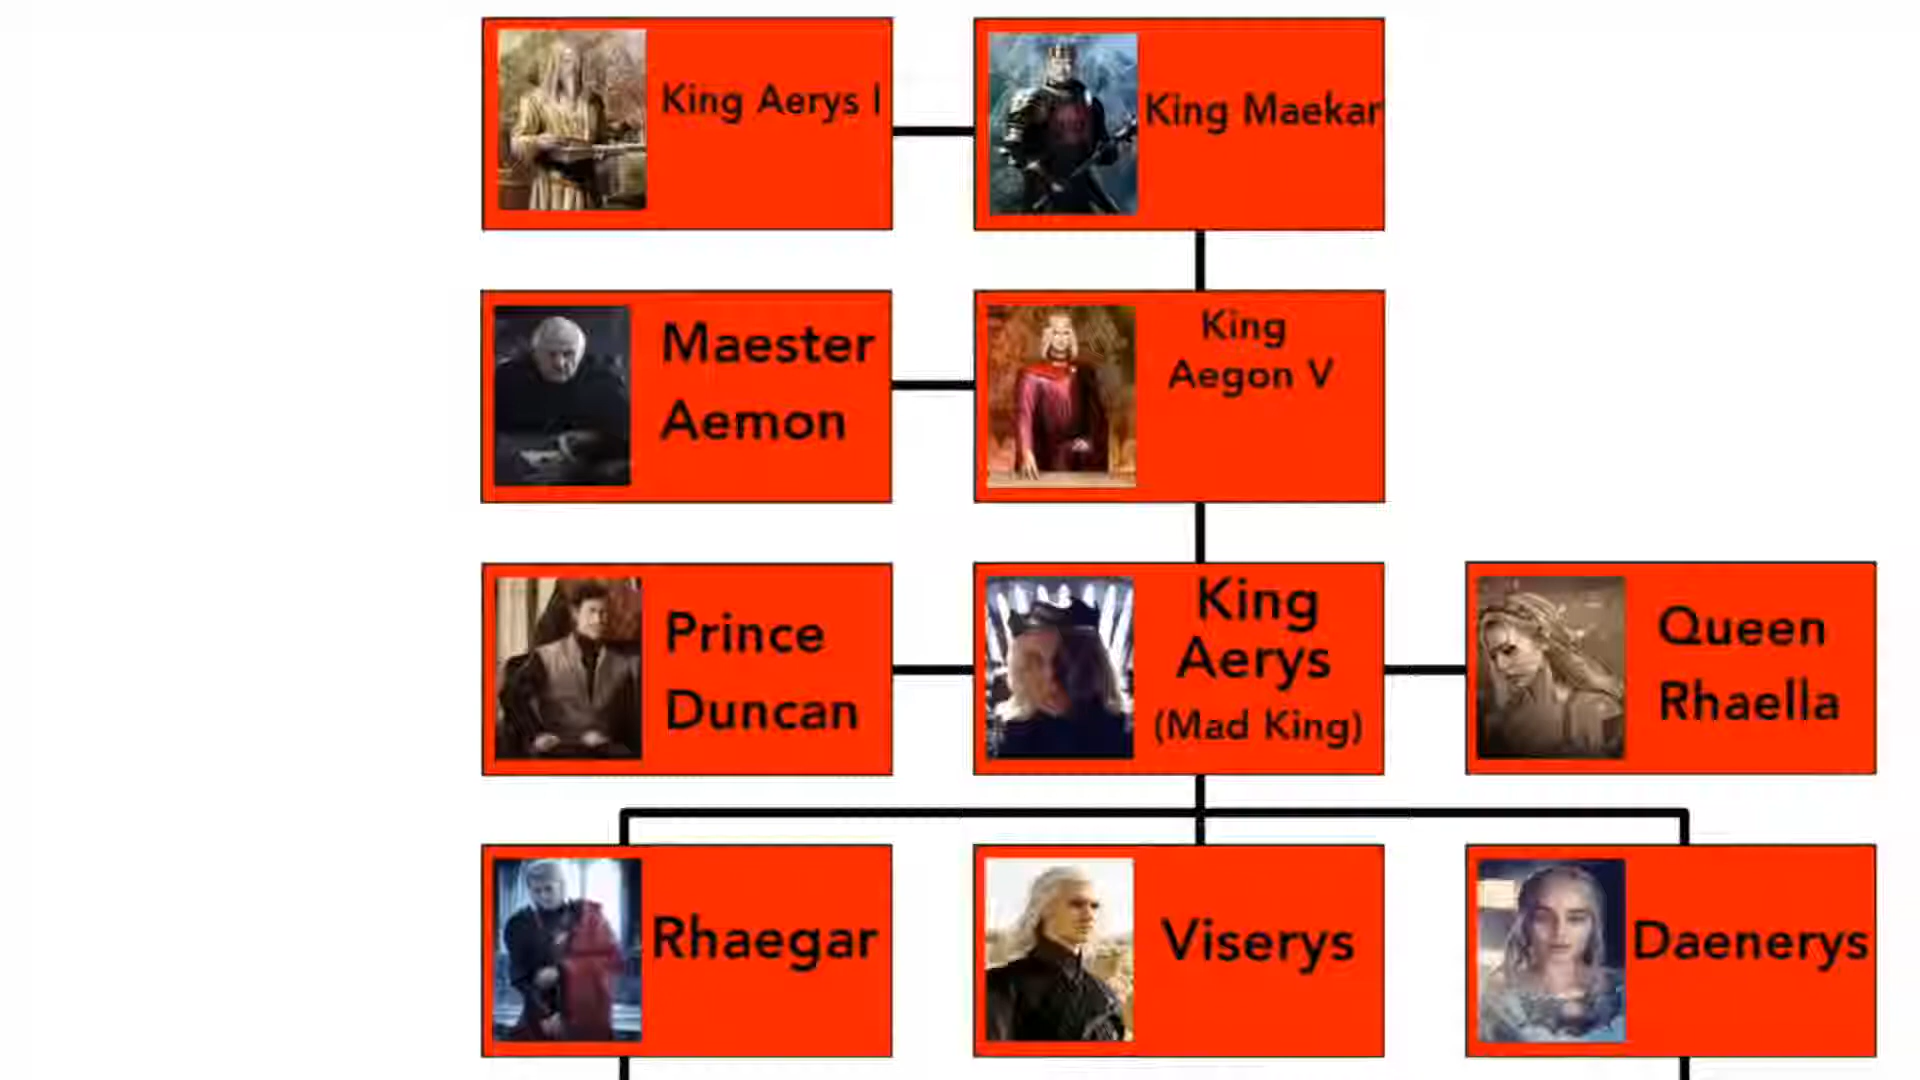 King Aerys I
King Maekar
Maester
Aemon
King
Aegon V
Prince
Duncan
King
Aerys
(Mad King)
Queen
Rhaella
Rhaegar
Viserys
Daenerys